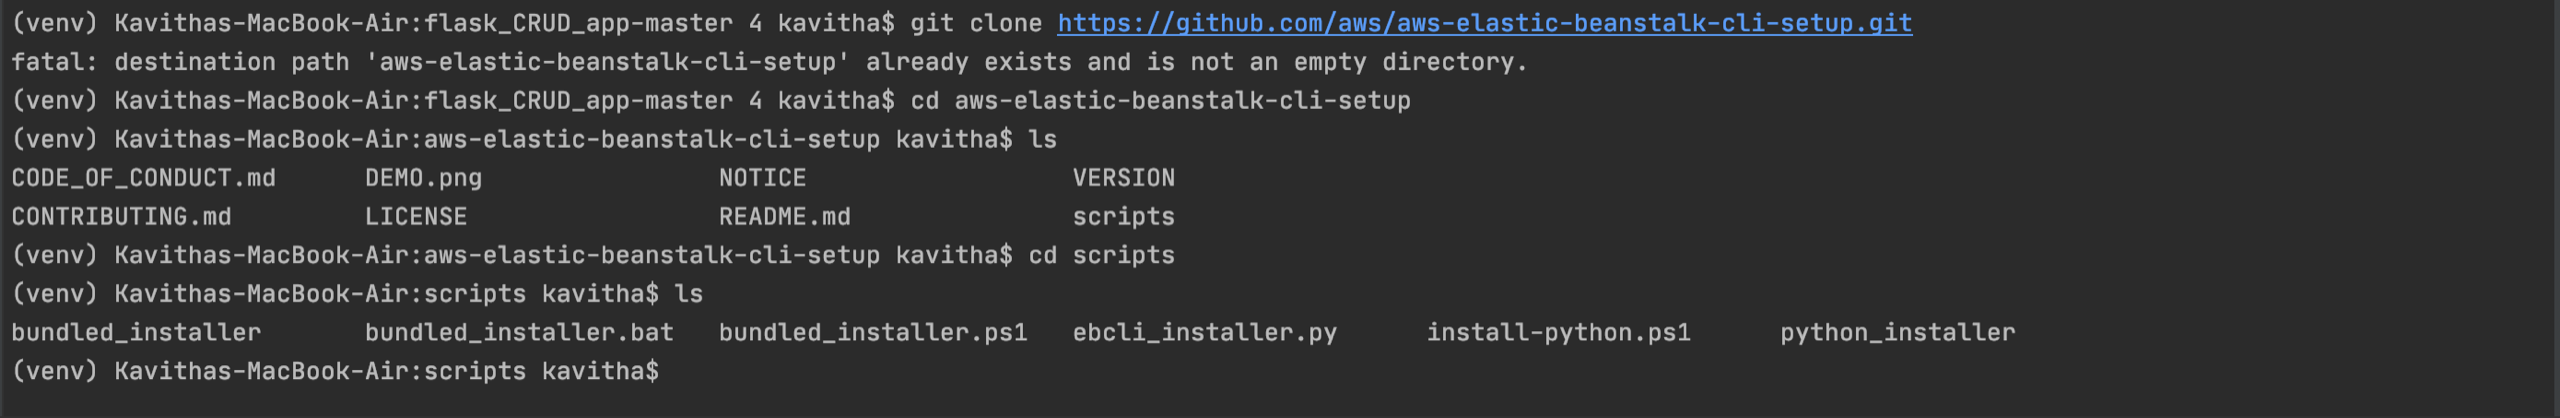 (venv) Kavithas-MacBook-Air:flask_CRUD_app-master 4 kavitha$ git clone https://github.com/aws/aws-elastic-beanstalk-cli-setup.git
fatal: destination path 'aws-elastic-beanstalk-cli-setup' already exists and is not an empty directory.
(venv) Kavithas-MacBook-Air:flask_CRUD_app-master 4 kavitha$ cd aws-elastic-beanstalk-cli-setup
(venv) Kavithas-MacBook-Air:aws-elastic-beanstalk-cli-setup kavitha$ ls
CODE_OF_CONDUCT.md      DEMO.png                NOTICE                  VERSION
CONTRIBUTING.md         LICENSE                 README.md               scripts
(venv) Kavithas-MacBook-Air:aws-elastic-beanstalk-cli-setup kavitha$ cd scripts
(venv) Kavithas-MacBook-Air:scripts kavitha$ ls
bundled_installer       bundled_installer.bat   bundled_installer.ps1   ebcli_installer.py      install-python.ps1      python_installer
(venv) Kavithas-MacBook-Air:scripts kavitha$